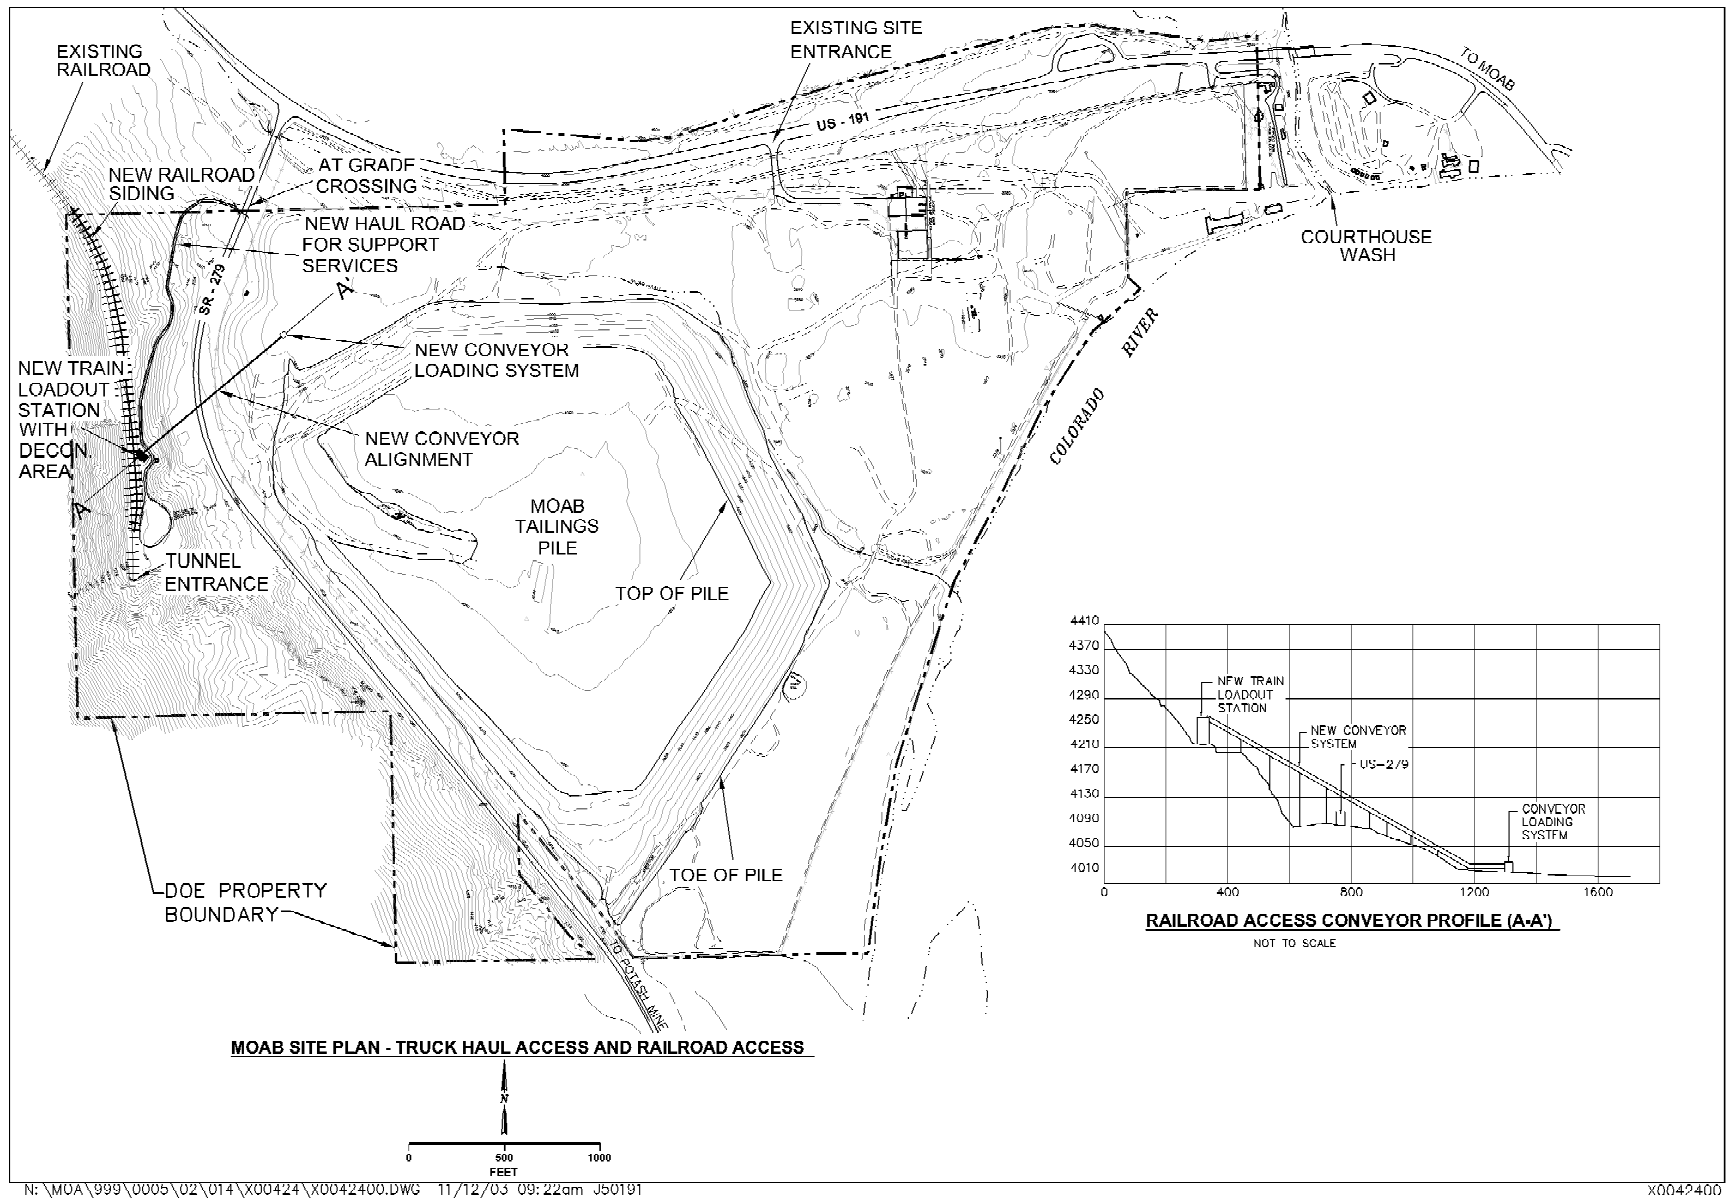 EXISTING
RAILROAD
EXISTING SITE
ENTRANCE
TO MOAB
US - 191
NEW RAILROAD
SIDING
AT GRADF
CROSSING
NEW HAUL ROAD
FOR SUPPORT
SERVICES
SR - 279
A'
COURTHOUSE
WASH
COLORADO RIVER
NEW CONVEYOR
LOADING SYSTEM
NEW TRAIN
LOADOUT
STATION
WITH
DECON.
AREA
A
NEW CONVEYOR
ALIGNMENT
MOAB
TAILINGS
PILE
TUNNEL
ENTRANCE
TOP OF PILE
TOE OF PILE
DOE PROPERTY
BOUNDARY
TO POTASH MINE
4410
4370
4330
4290
4250
4210
4170
4130
4090
4050
4010
NEW TRAIN
LOADOUT
STATION
NEW CONVEYOR
SYSTEM
US-279
CONVEYOR
LOADING
SYSTEM
0 400 800 1200 1600
RAILROAD ACCESS CONVEYOR PROFILE (A-A')
NOT TO SCALE
MOAB SITE PLAN - TRUCK HAUL ACCESS AND RAILROAD ACCESS
N
0 500 1000
FEET
N: \MOA\999\0005\02\014\X00424\X0042400.DWG 11/12/03 09:22am J50191
X0042400